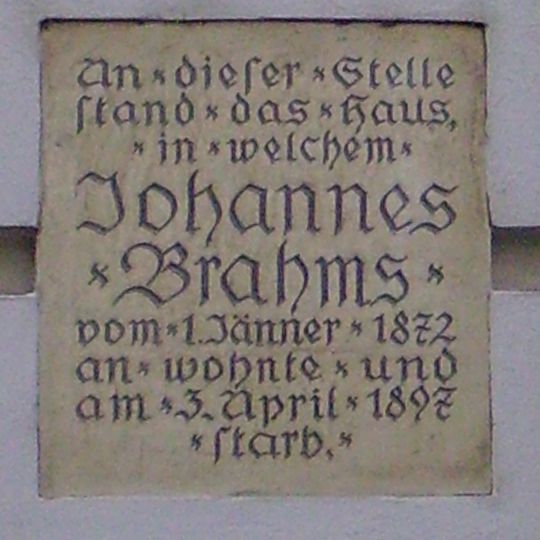 An * dieser * Stelle
stand * das * Haus,
* in * welchem *
Johannes
* Brahms *
vom * 1. Jänner * 1872
an * wohnte * und
am * 3. April * 1897
* starb. *